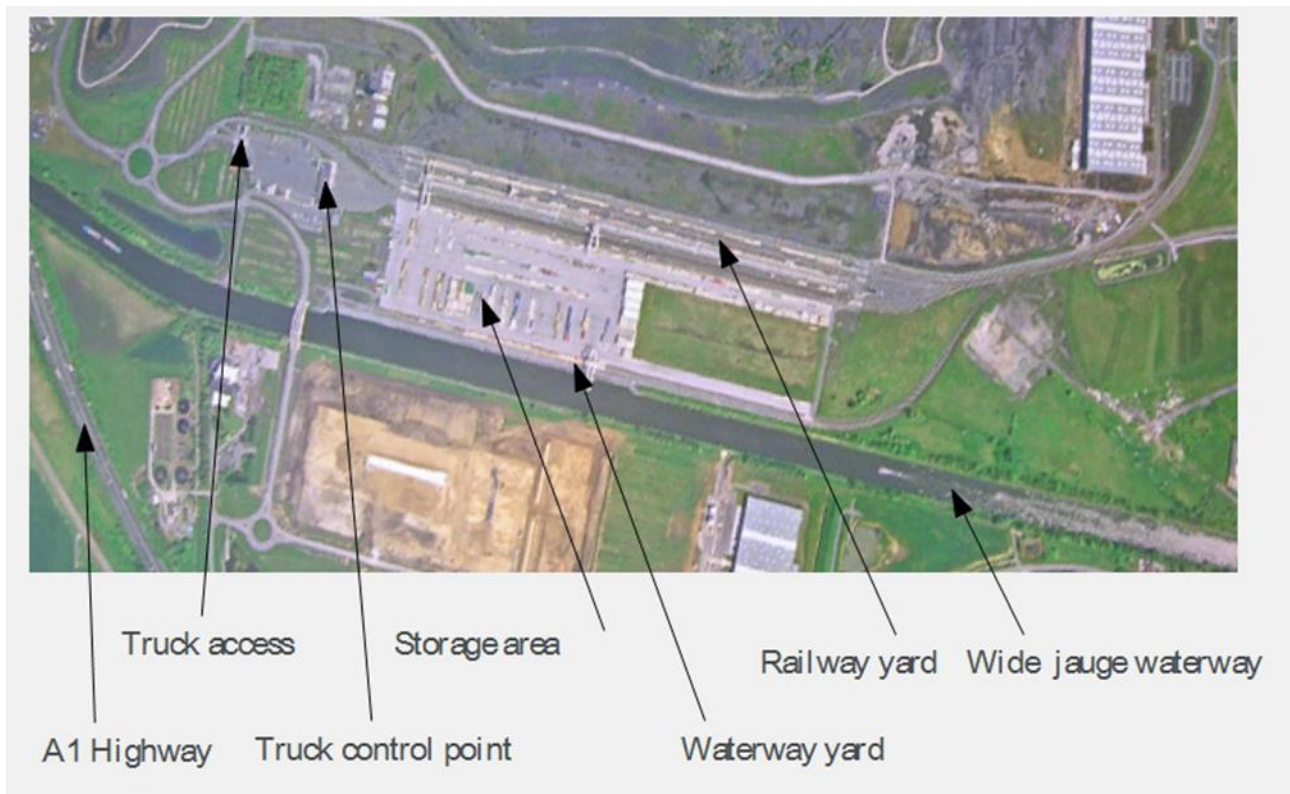 Truck access
Storage area
Railway yard
Wide jauge waterway
A1 Highway
Truck control point
Waterway yard